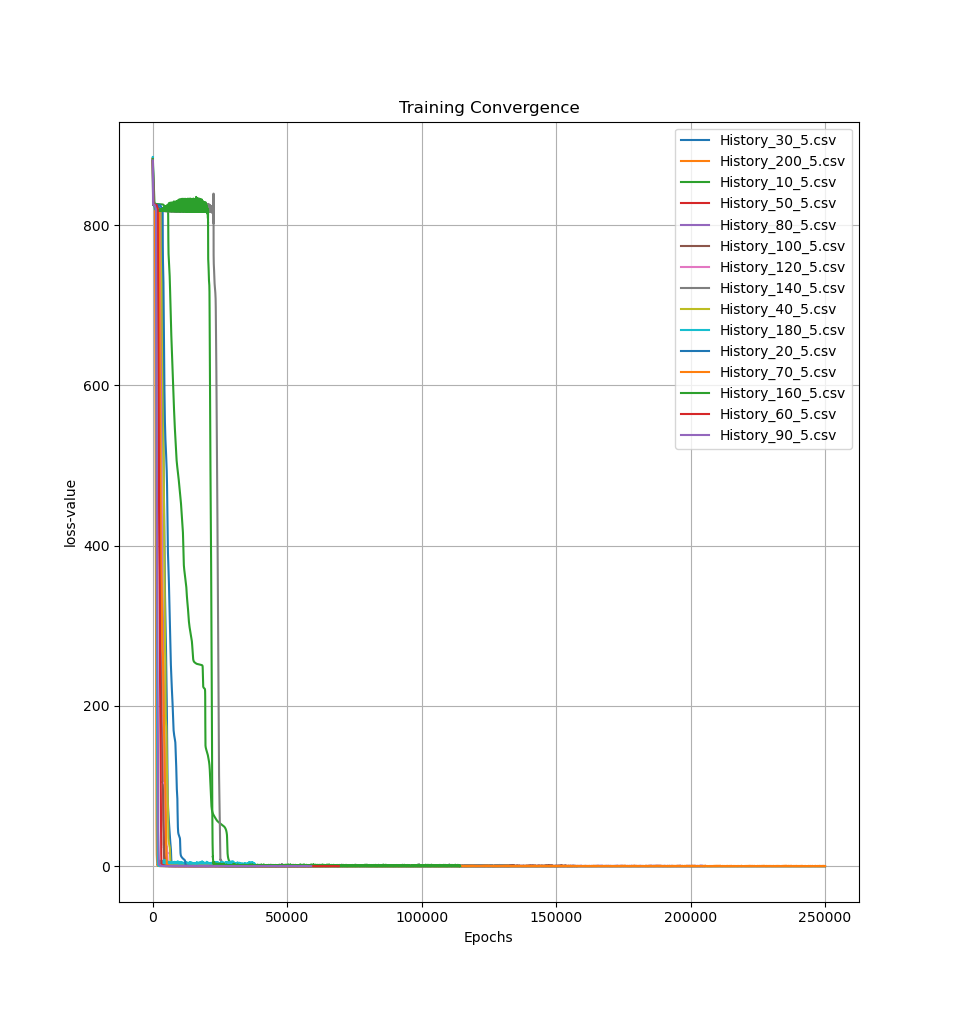 Training Convergence
History_30_5.csv
History_200_5.csv
History_10_5.csv
History_50_5.csv
History_80_5.csv
History_100_5.csv
History_120_5.csv
History_140_5.csv
History_40_5.csv
History_180_5.csv
History_20_5.csv
History_70_5.csv
History_160_5.csv
History_60_5.csv
History_90_5.csv
loss-value
800
600
400
200
0
0 50000 100000 150000 200000 250000
Epochs